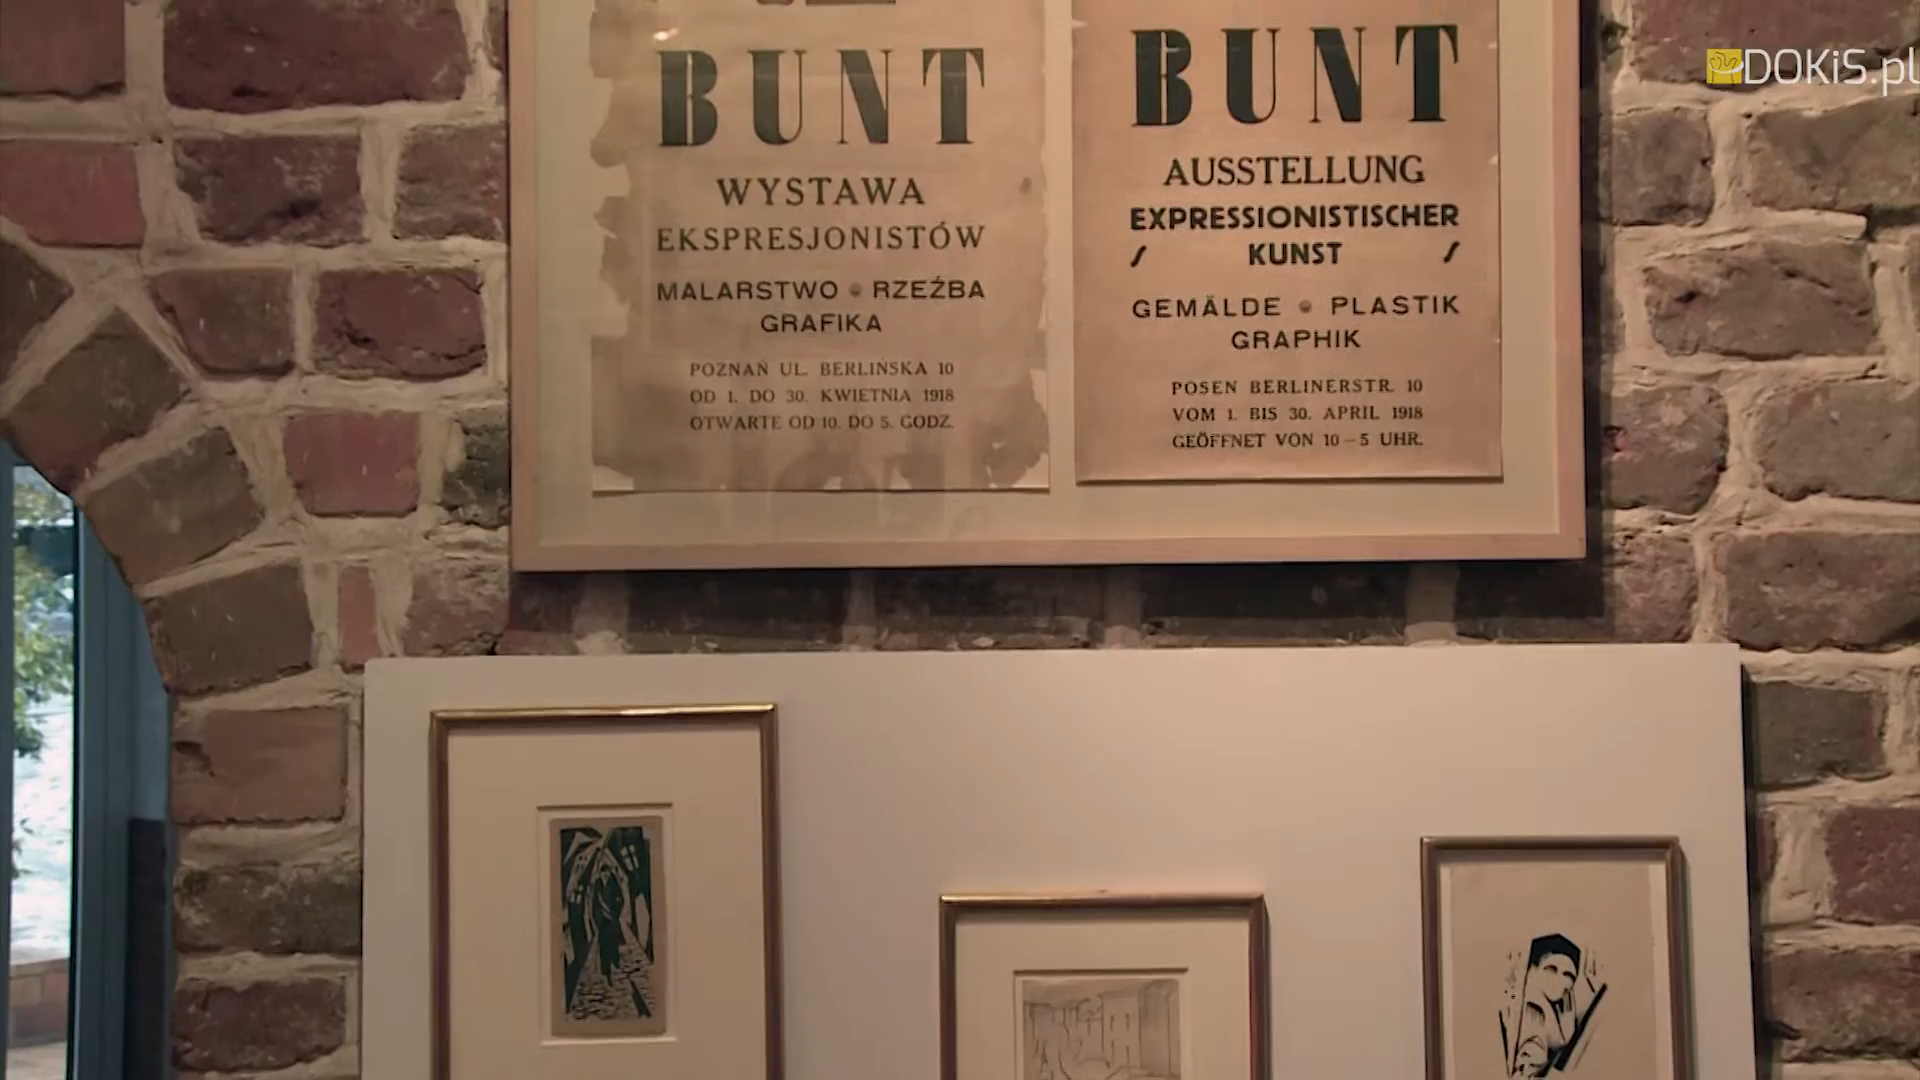 BUNT
WYSTAWA
EKSPRESJONISTÓW
MALARSTWO • RZEŹBA
GRAFIKA
POZNAŃ UL. BERLIŃSKA 10
OD 1. DO 30. KWIETNIA 1918
OTWARTE OD 10. DO 5. GODZ.
BUNT
AUSSTELLUNG
EXPRESSIONISTISCHER
KUNST
GEMÄLDE • PLASTIK
GRAPHIK
POSEN BERLINERSTR. 10
VOM 1. BIS 30. APRIL 1918
GEÖFFNET VON 10 – 5 UHR.
DOKiS.pl